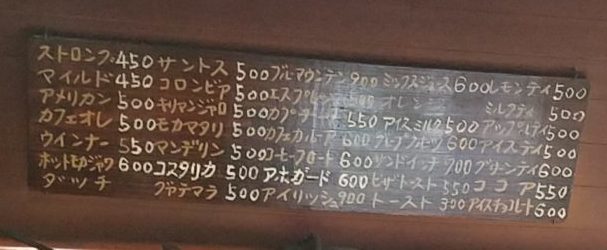 ストロング 450 サントス 500 ブルーマウンテン 900 ミックスジュース 600 レモンティ 500
マイルド 450 コロンビア 500 エスプレッソ オレンジ ミルクティ 500
アメリカン 500 キリマンジャロ 500 カプチーノ 550 アイスミルク 500 アップルティ 500
カフェオレ 500 モカマタリ 500 カフェカルーア 600 グレープフルーツ 600 アイスティ 500
ウインナー 550 マンデリン 500 コーヒーフロート 600 サンドイッチ 700 グリーンティ 600
ホットモカジャワ 600 コスタリカ 500 アボガード 600 ピザトースト 550 ココア 550
ダッチ グァテマラ 500 アイリッシュ 900 トースト 300 アイスチョコレート 600